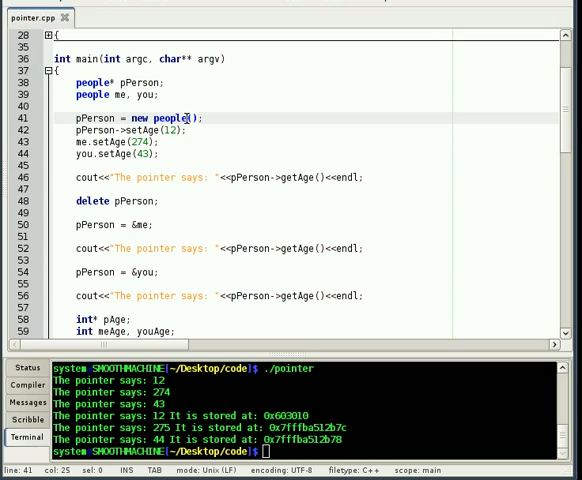 pointer.cpp
28 {
35
36 int main(int argc, char** argv)
37 {
38 people* pPerson;
39 people me, you;
40
41 pPerson = new people();
42 pPerson->setAge(12);
43 me.setAge(274);
44 you.setAge(43);
45
46 cout<<"The pointer says: "<<pPerson->getAge()<<endl;
47
48 delete pPerson;
49
50 pPerson = &me;
51
52 cout<<"The pointer says: "<<pPerson->getAge()<<endl;
53
54 pPerson = &you;
55
56 cout<<"The pointer says: "<<pPerson->getAge()<<endl;
57
58 int* pAge;
59 int meAge, youAge;
Status
Compiler
Messages
Scribble
Terminal
system SMOOTHMACHINE[~/Desktop/code]$ ./pointer
The pointer says: 12
The pointer says: 274
The pointer says: 43
The pointer says: 12 It is stored at: 0x603010
The pointer says: 275 It is stored at: 0x7fffba512b7c
The pointer says: 44 It is stored at: 0x7fffba512b78
system SMOOTHMACHINE[~/Desktop/code]$
line: 41 col: 25 sel: 0 INS TAB mode: Unix (LF) encoding: UTF-8 filetype: C++ scope: main